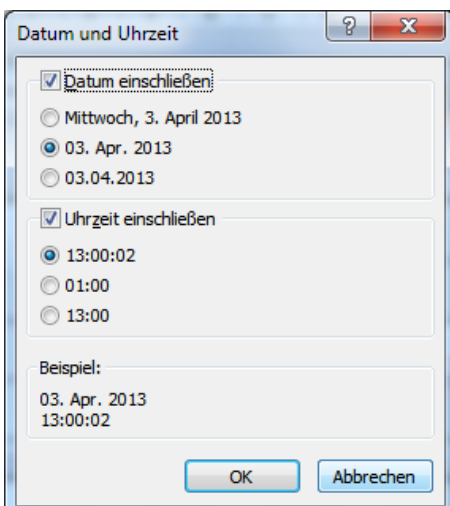 Datum und Uhrzeit
Datum einschließen
Mittwoch, 3. April 2013
03. Apr. 2013
03.04.2013
Uhrzeit einschließen
13:00:02
01:00
13:00
Beispiel:
03. Apr. 2013
13:00:02
OK Abbrechen